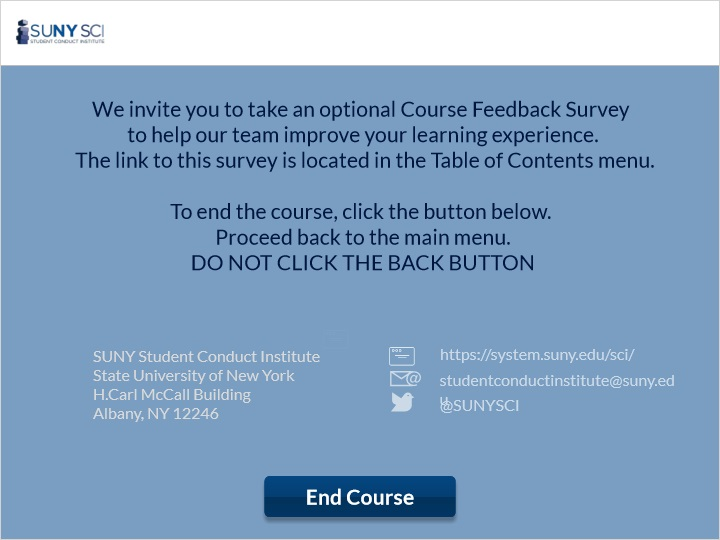 SUNY SCI
STUDENT CONDUCT INSTITUTE
We invite you to take an optional Course Feedback Survey
to help our team improve your learning experience.
The link to this survey is located in the Table of Contents menu.
To end the course, click the button below.
Proceed back to the main menu.
DO NOT CLICK THE BACK BUTTON
SUNY Student Conduct Institute
State University of New York
H.Carl McCall Building
Albany, NY 12246
https://system.suny.edu/sci/
studentconductinstitute@suny.ed
u
@SUNYSCI
End Course